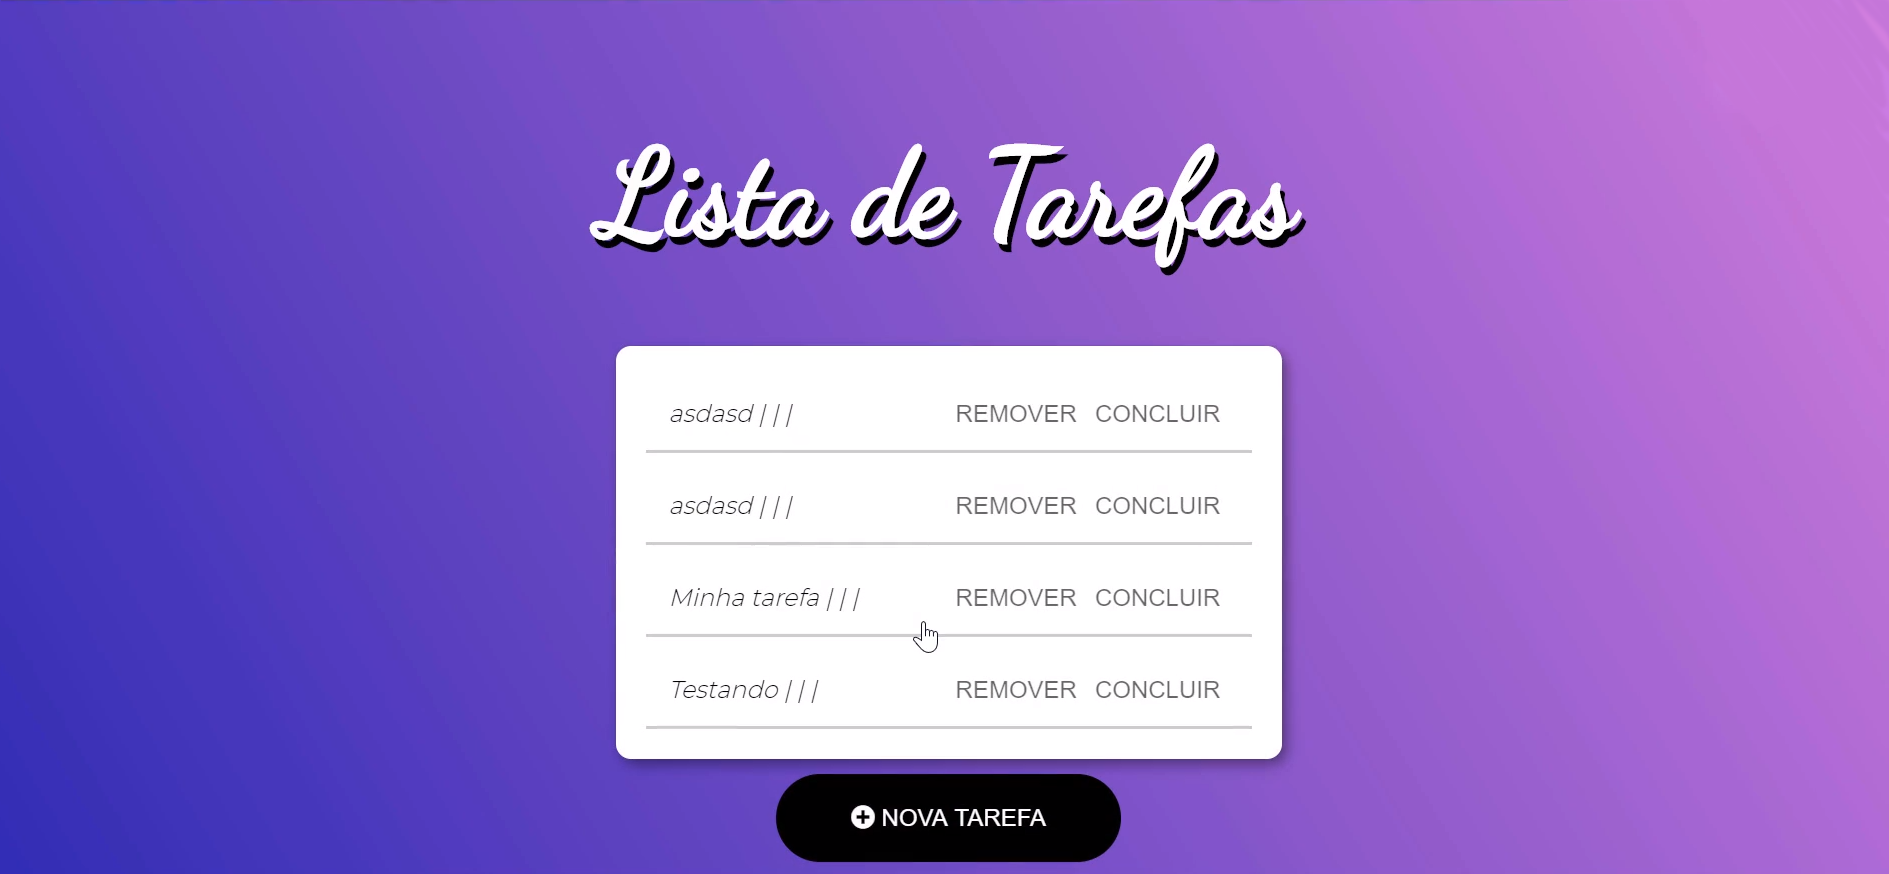 Lista de Tarefas
asdasd | | | REMOVER CONCLUIR
asdasd | | | REMOVER CONCLUIR
Minha tarefa | | | REMOVER CONCLUIR
Testando | | | REMOVER CONCLUIR
NOVA TAREFA